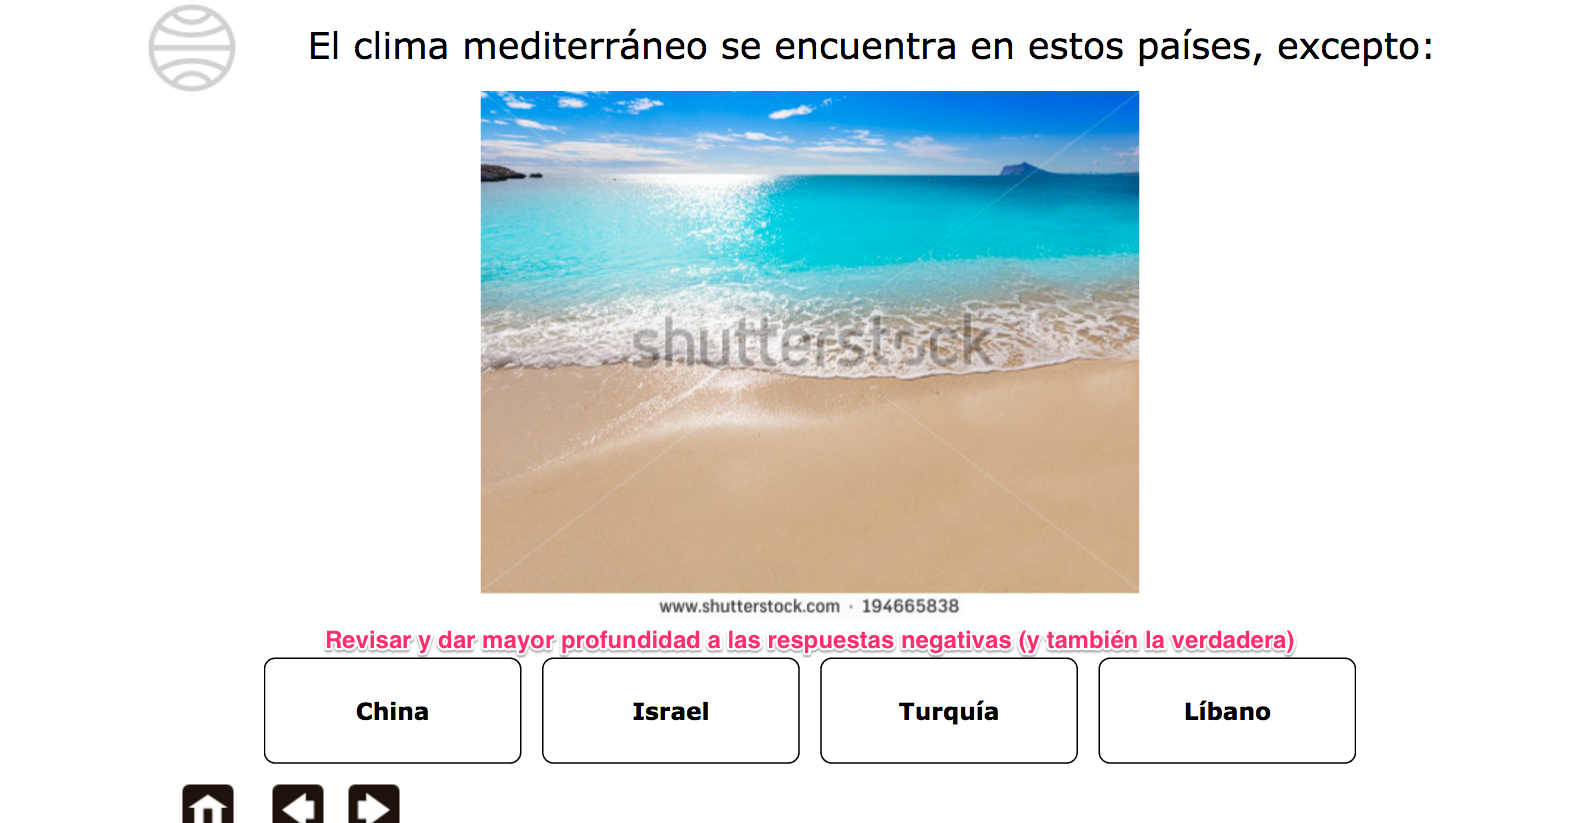 El clima mediterráneo se encuentra en estos países, excepto:
shutterstock
www.shutterstock.com · 194665838
Revisar y dar mayor profundidad a las respuestas negativas (y también la verdadera)
China
Israel
Turquía
Líbano